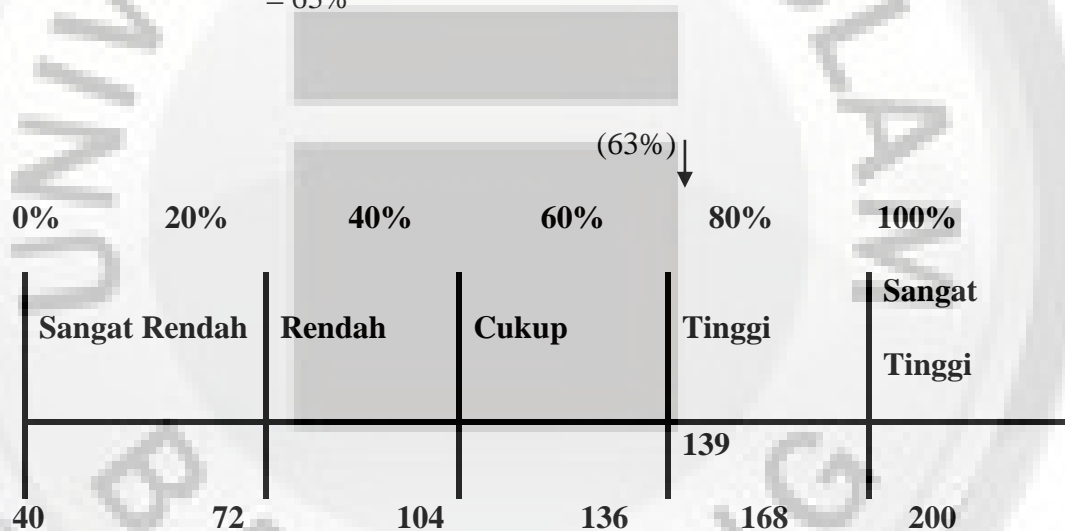 = 63%
(63%)
0% 20% 40% 60% 80% 100%
Sangat Rendah Rendah Cukup Tinggi Sangat
Tinggi
139
40 72 104 136 168 200